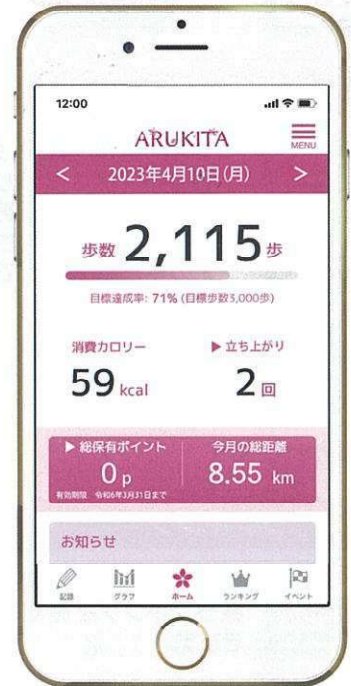 12:00
ARUKITA
MENU
< 2023年4月10日(月) >
歩数 2,115 歩
目標達成率: 71% (目標歩数3,000歩)
消費カロリー ▶ 立ち上がり
59 kcal 2 回
▶ 総保有ポイント 今月の総距離
0 p 8.55 km
有効期限 令和6年3月31日まで
お知らせ
記録 グラフ ホーム ランキング イベント